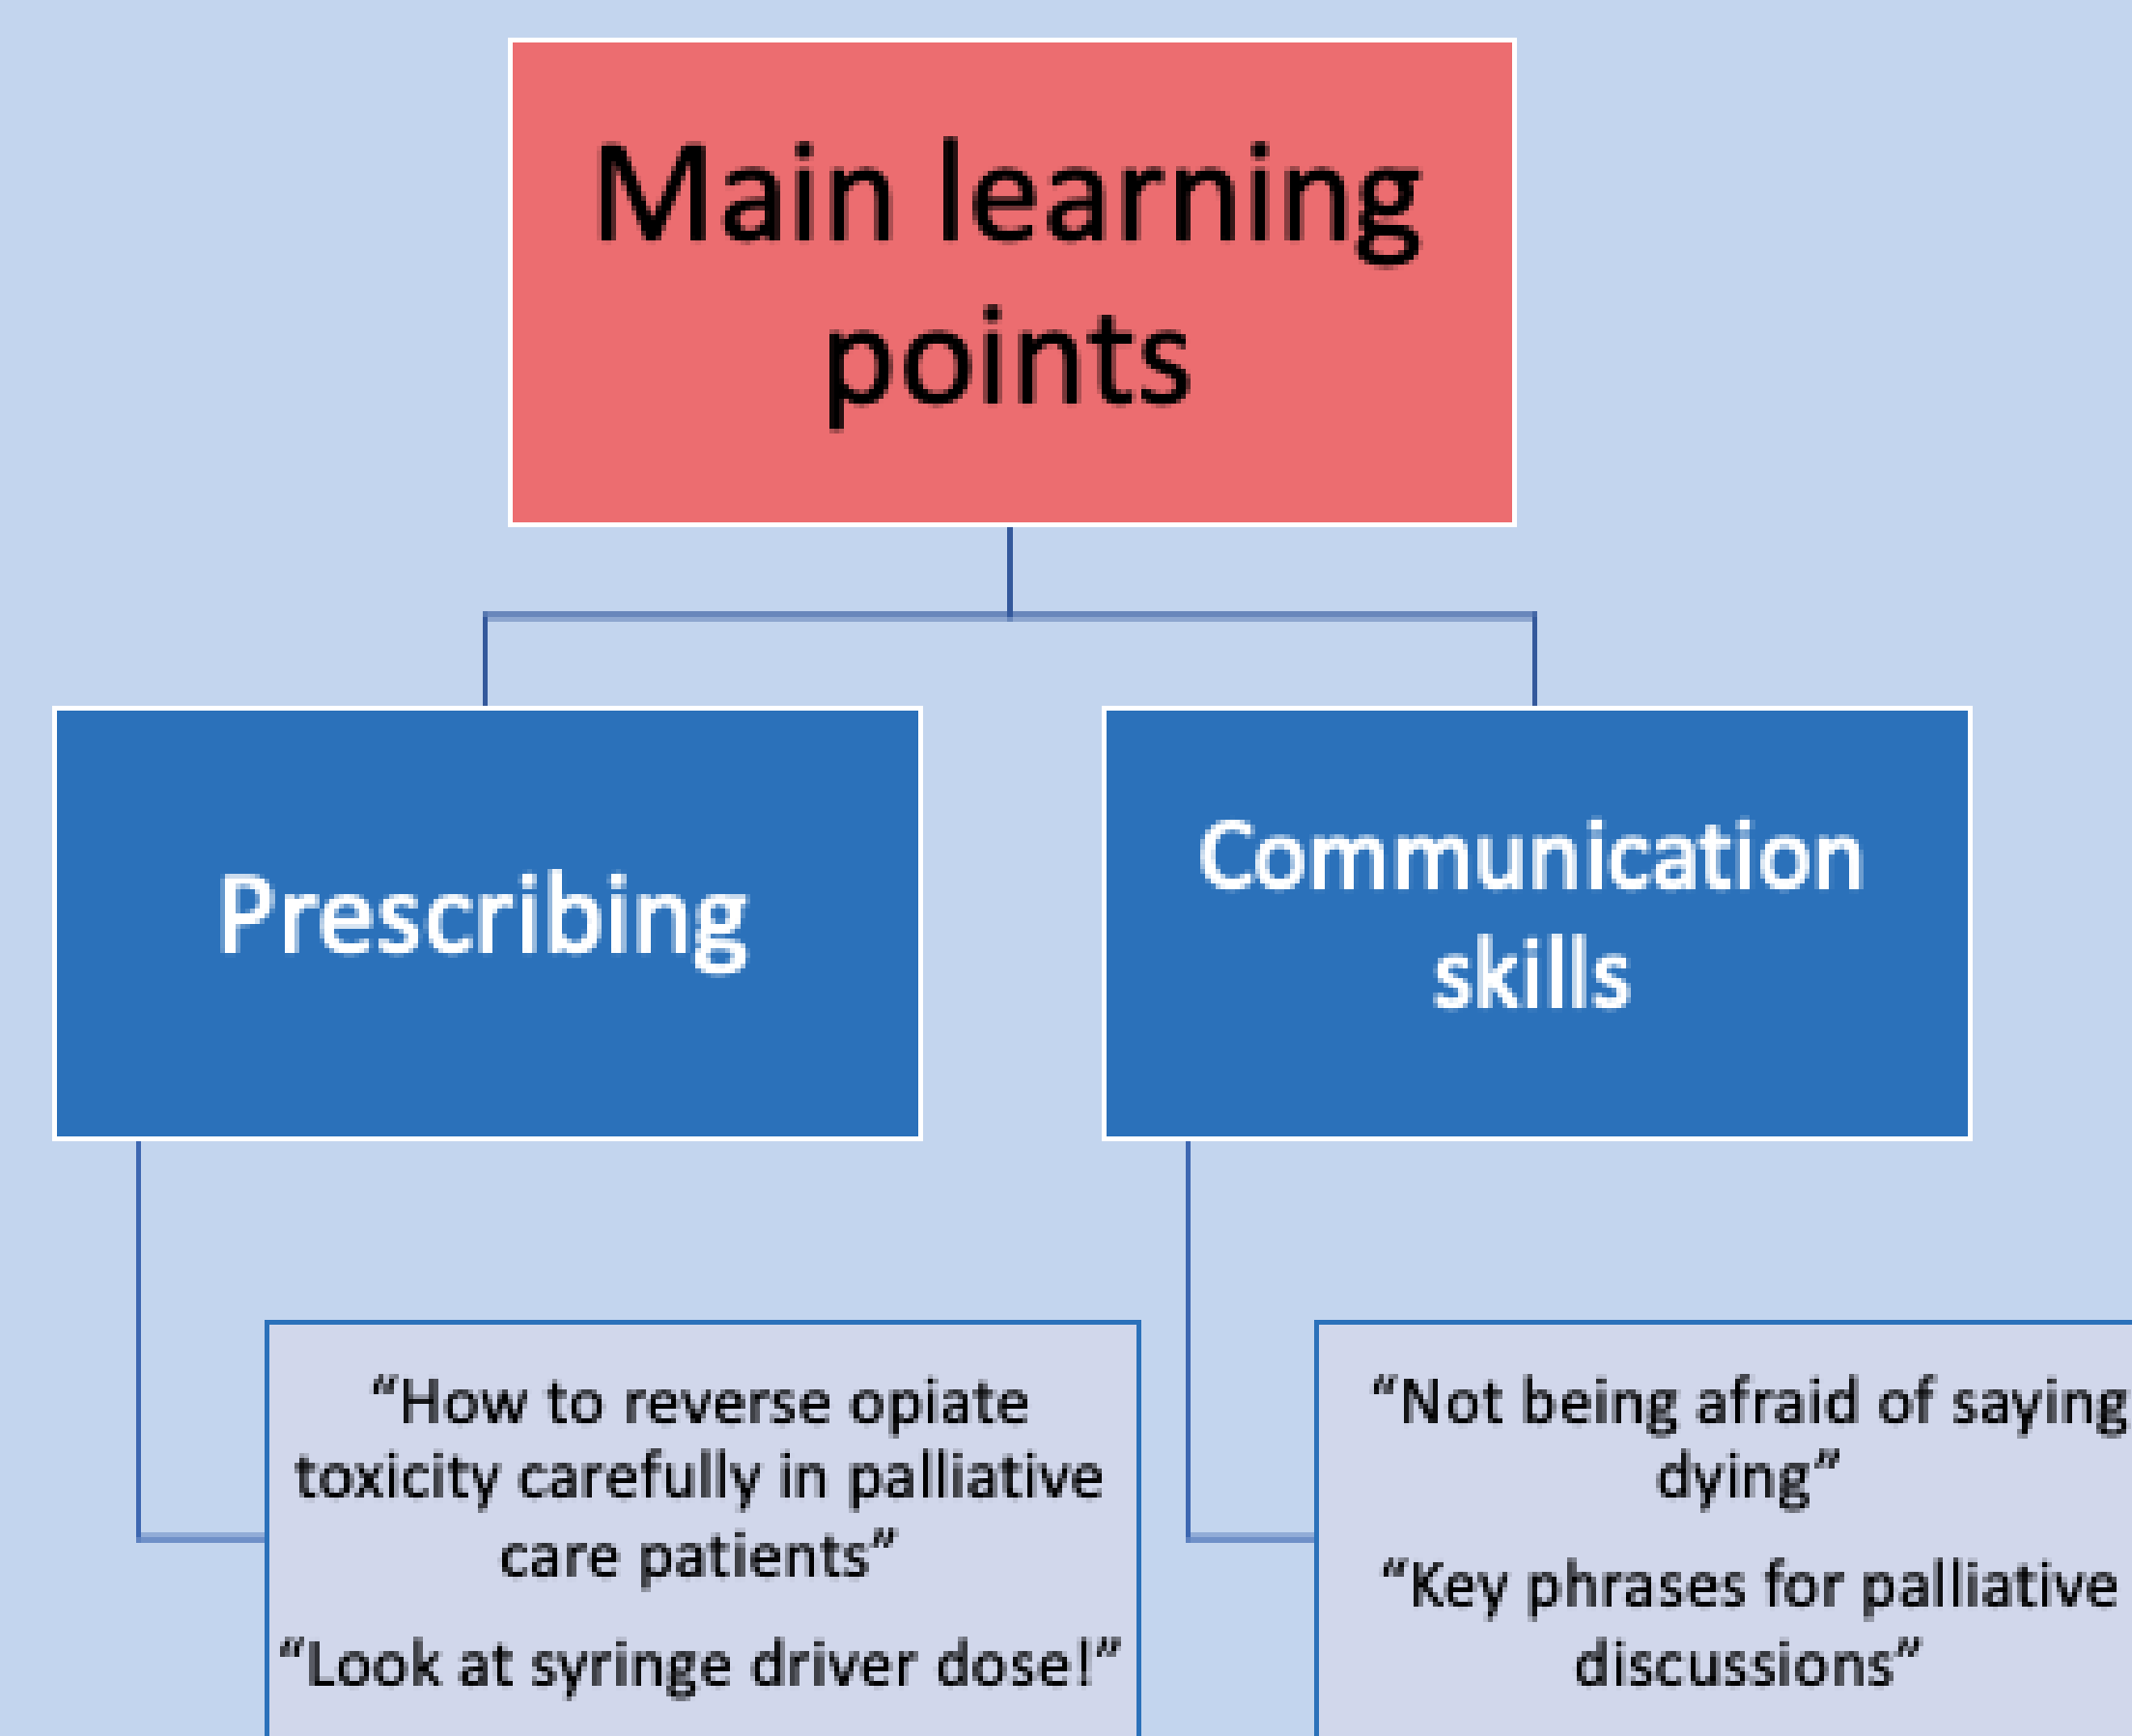 Main learning
points
Prescribing
Communication
skills
“How to reverse opiate
toxicity carefully in palliative
care patients”
“Look at syringe driver dose!”
“Not being afraid of saying
dying”
“Key phrases for palliative
discussions”